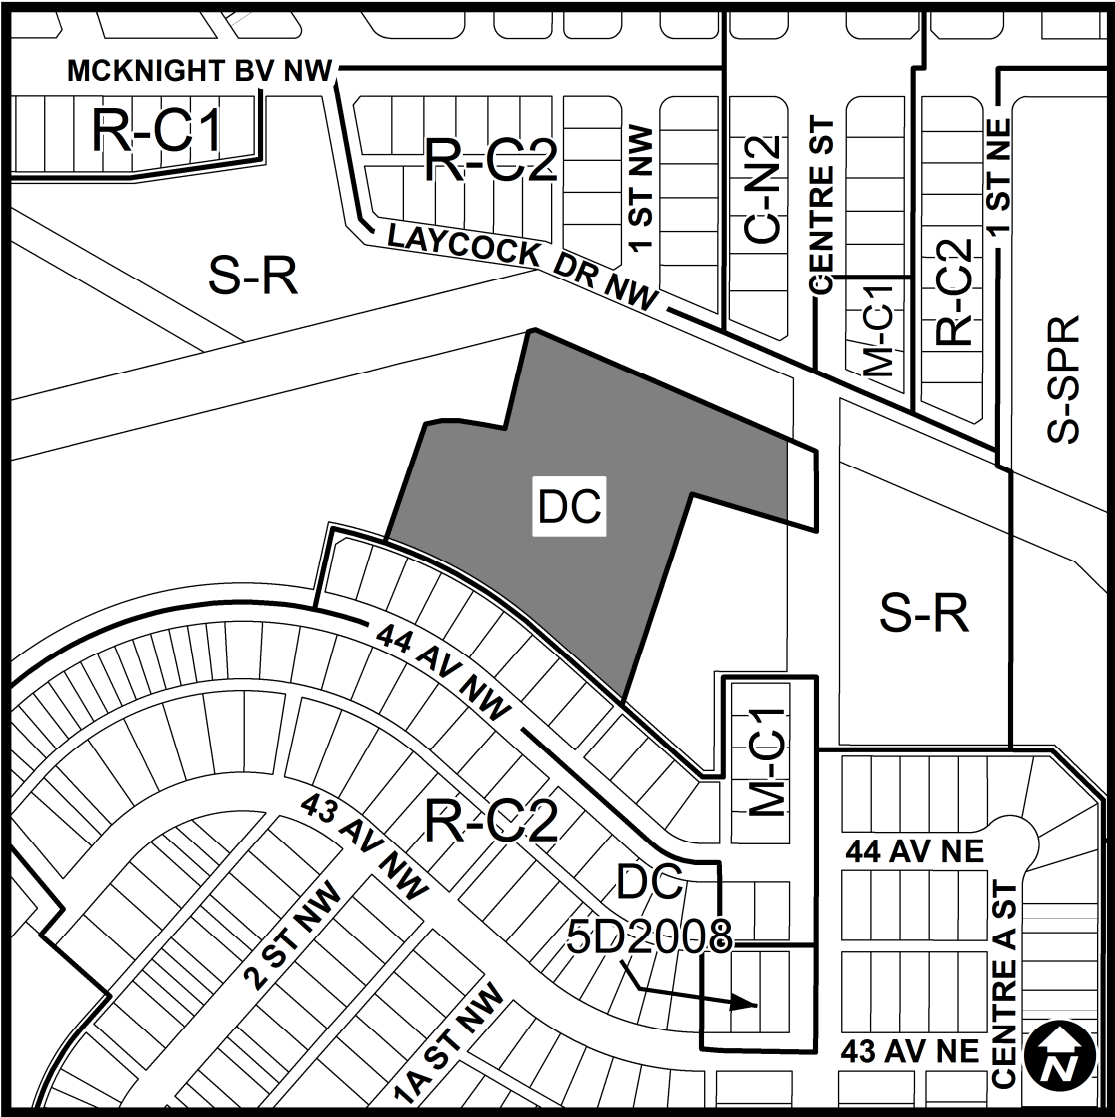 MCKNIGHT BV NW
R-C1
R-C2
1 ST NW
C-N2
CENTRE ST
1 ST NE
LAYCOCK DR NW
S-R
M-C1
R-C2
S-SPR
DC
S-R
44 AV NW
M-C1
43 AV NW
R-C2
44 AV NE
DC
5D2008
2 ST NW
CENTRE A ST
1A ST NW
43 AV NE
N